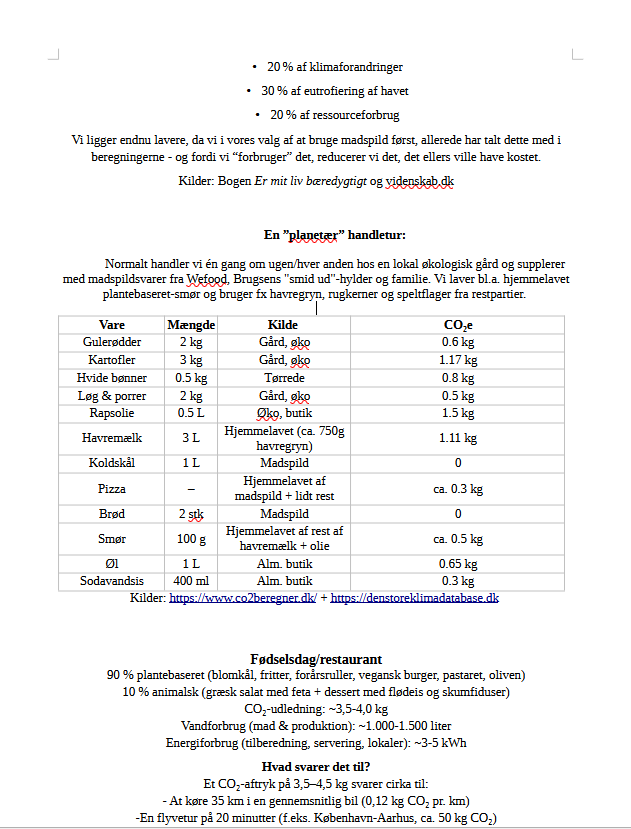 • 20 % af klimaforandringer
• 30 % af eutrofiering af havet
• 20 % af ressourceforbrug
Vi ligger endnu lavere, da vi i vores valg af at bruge madspild først, allerede har talt dette med i
beregningerne - og fordi vi “forbruger” det, reducerer vi det, det ellers ville have kostet.
Kilder: Bogen Er mit liv bæredygtigt og videnskab.dk
En ”planetær” handletur:
Normalt handler vi én gang om ugen/hver anden hos en lokal økologisk gård og supplerer
med madspildsvarer fra Wefood, Brugsens "smid ud"-hylder og familie. Vi laver bl.a. hjemmelavet
plantebaseret-smør og bruger fx havregryn, rugkerner og speltflager fra restpartier.
Vare Mængde Kilde CO₂e
Gulerødder 2 kg Gård, øko 0.6 kg
Kartofler 3 kg Gård, øko 1.17 kg
Hvide bønner 0.5 kg Tørrede 0.8 kg
Løg & porrer 2 kg Gård, øko 0.5 kg
Rapsolie 0.5 L Øko, butik 1.5 kg
Havremælk 3 L Hjemmelavet (ca. 750g
havregryn) 1.11 kg
Koldskål 1 L Madspild 0
Pizza – Hjemmelavet af
madspild + lidt rest ca. 0.3 kg
Brød 2 stk Madspild 0
Smør 100 g Hjemmelavet af rest af
havremælk + olie ca. 0.5 kg
Øl 1 L Alm. butik 0.65 kg
Sodavandsis 400 ml Alm. butik 0.3 kg
Kilder: https://www.co2beregner.dk/ + https://denstoreklimadatabase.dk
Fødselsdag/restaurant
90 % plantebaseret (blomkål, fritter, forårsruller, vegansk burger, pastaret, oliven)
10 % animalsk (græsk salat med feta + dessert med flødeis og skumfiduser)
CO₂-udledning: ~3,5-4,0 kg
Vandforbrug (mad & produktion): ~1.000-1.500 liter
Energiforbrug (tilberedning, servering, lokaler): ~3-5 kWh
Hvad svarer det til?
Et CO₂-aftryk på 3,5–4,5 kg svarer cirka til:
- At køre 35 km i en gennemsnitlig bil (0,12 kg CO₂ pr. km)
-En flyvetur på 20 minutter (f.eks. København-Aarhus, ca. 50 kg CO₂)